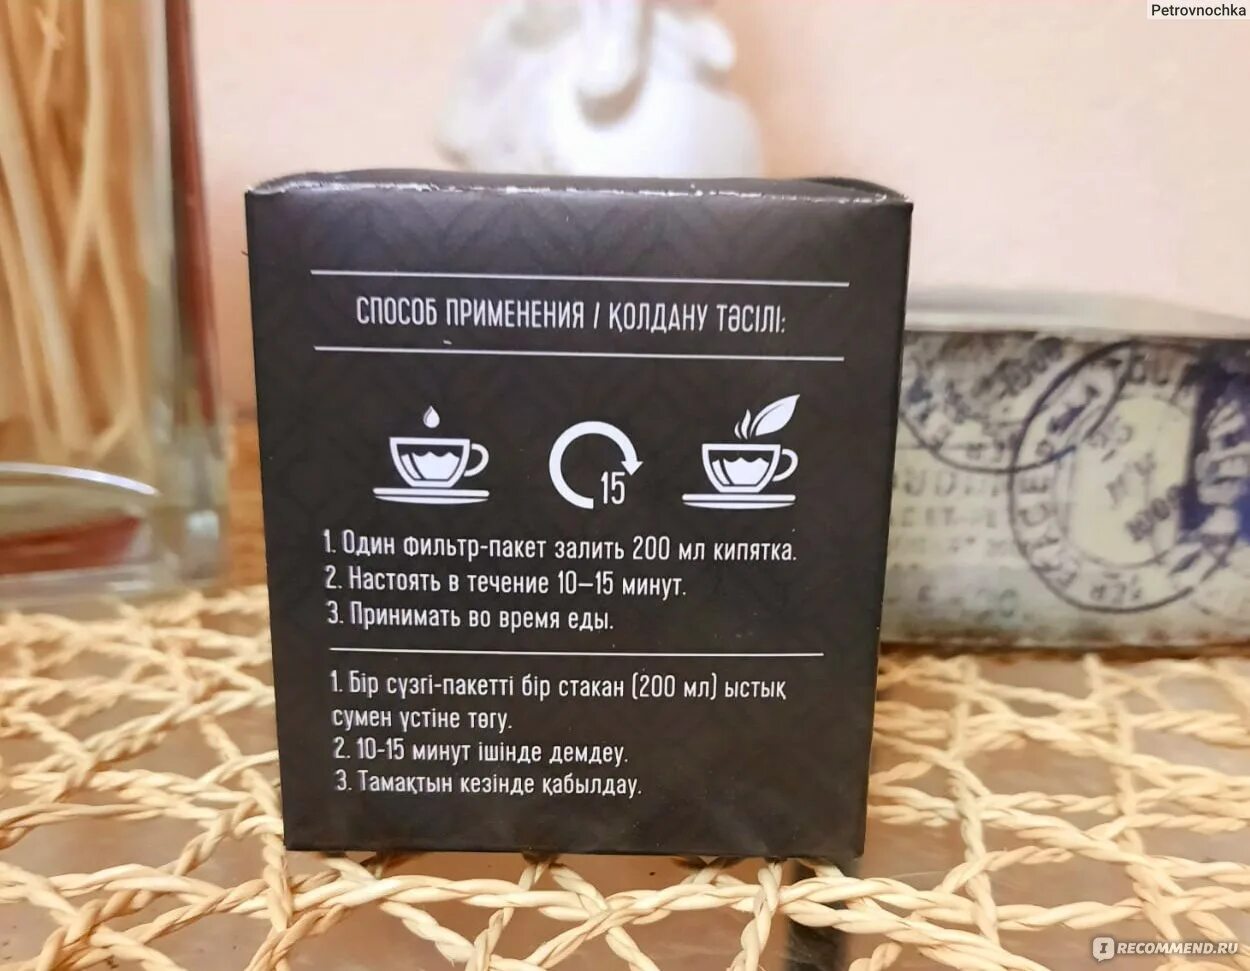 Petrovnochka
СПОСОБ ПРИМЕНЕНИЯ / ҚОЛДАНУ ТӘСІЛІ:
15
1. Один фильтр-пакет залить 200 мл кипятка.
2. Настоять в течение 10–15 минут.
3. Принимать во время еды.
1. Бір сүзгі-пакетті бір стакан (200 мл) ыстық
сумен үстіне төгу.
2. 10-15 минут ішінде демдеу.
3. Тамақтын кезінде қабылдау.
I RECOMMEND.RU